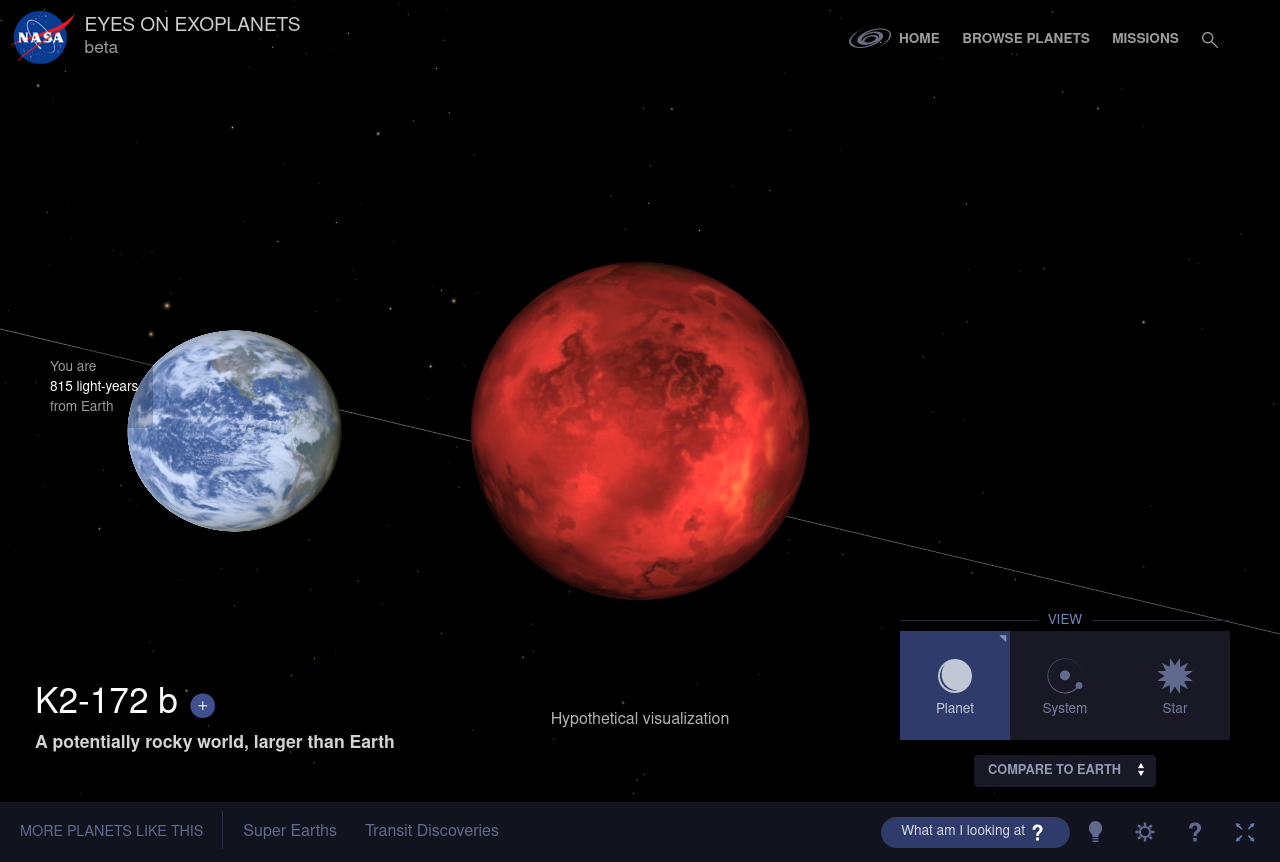 NASA
EYES ON EXOPLANETS
beta
HOME
BROWSE PLANETS
MISSIONS
You are
815 light-years
from Earth
VIEW
Planet
System
Star
K2-172 b +
A potentially rocky world, larger than Earth
Hypothetical visualization
COMPARE TO EARTH
MORE PLANETS LIKE THIS
Super Earths
Transit Discoveries
What am I looking at ?
?